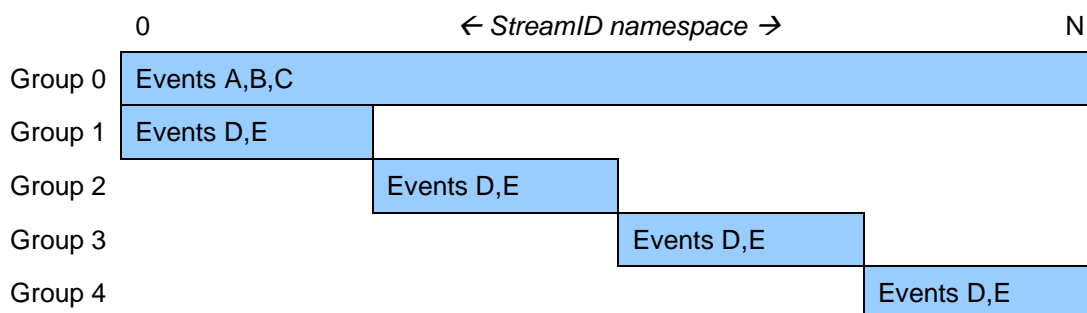 0 ← StreamID namespace → N
Group 0 Events A,B,C
Group 1 Events D,E
Group 2 Events D,E
Group 3 Events D,E
Group 4 Events D,E